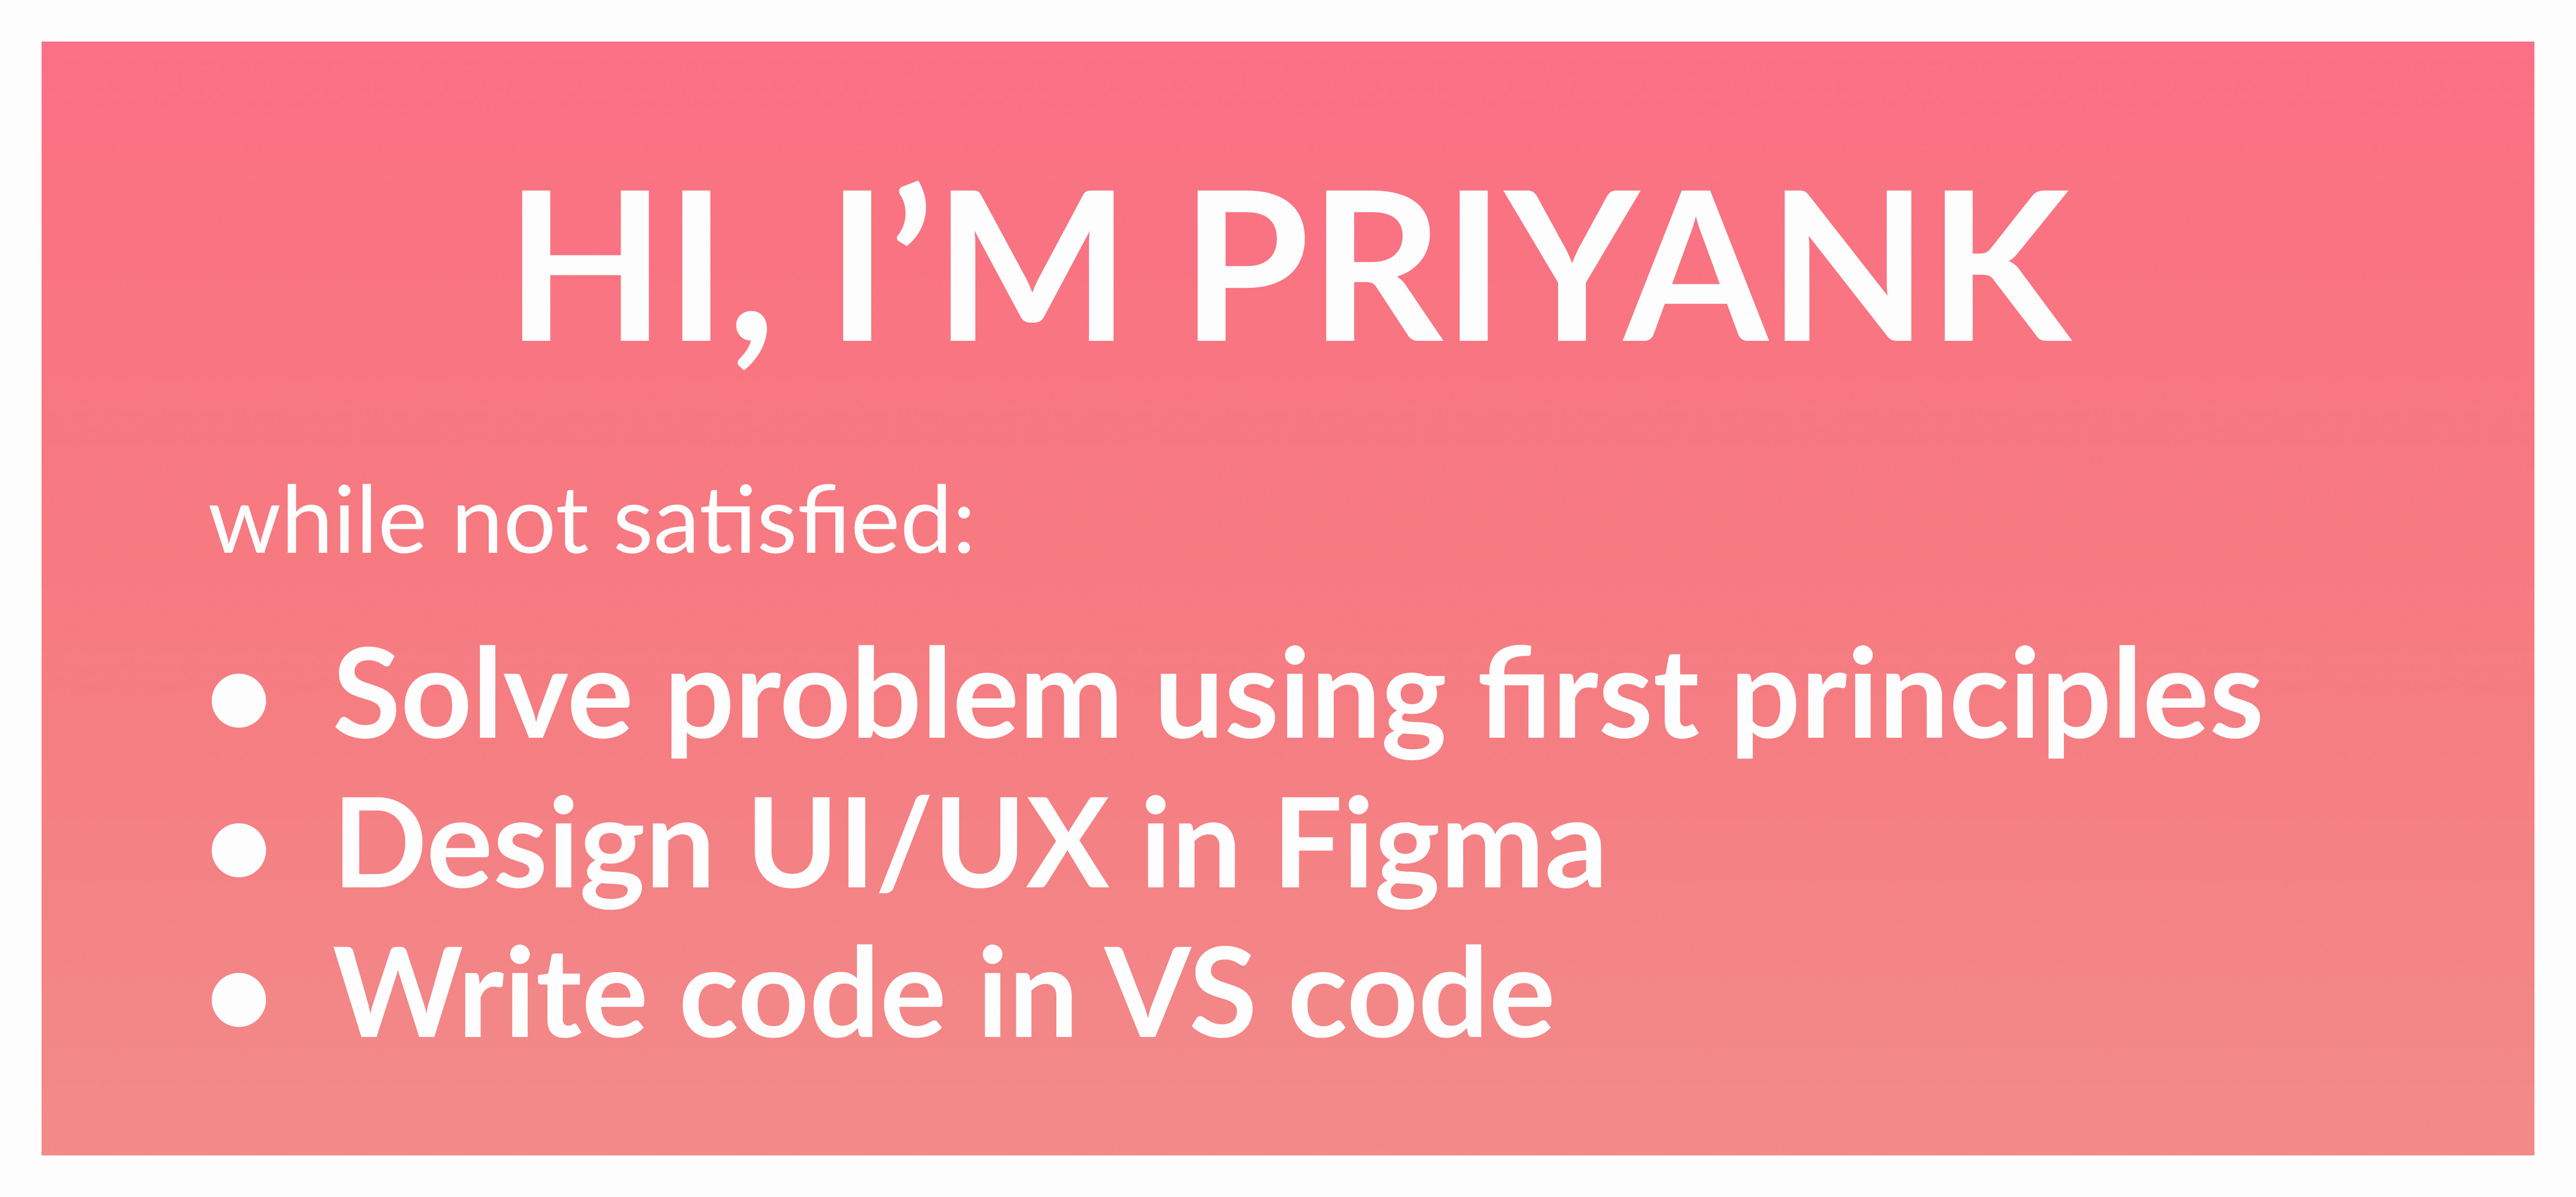 HI, I’M PRIYANK
while not satisfied:
● Solve problem using first principles
● Design UI/UX in Figma
● Write code in VS code